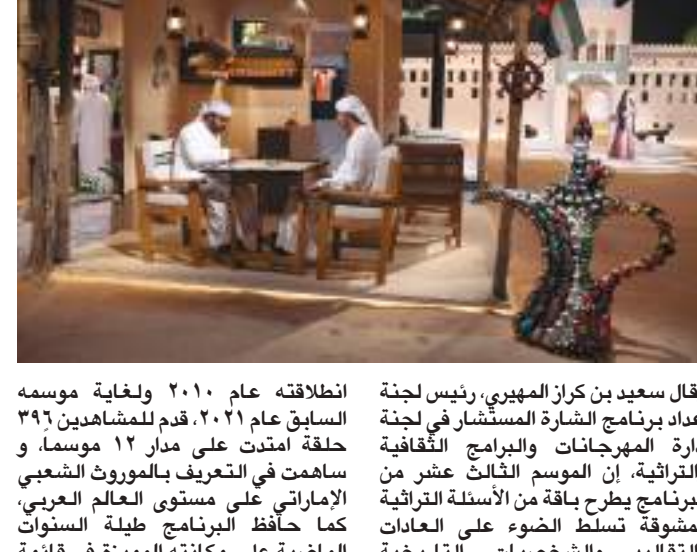 قال سعيد بن كراز المهيري، رئيس لجنة
عداد برنامج الشارة المستشار في لجنة
دارة المهرجانات والبرامج الثقافية
التراثية، إن الموسم الثالث عشر من
برنامج يطرح باقة من الأسئلة التراثية
مشوقة تسلط الضوء على العادات
انطلاقته عام ٢٠١٠ ولغاية موسمه
السابق عام ٢٠٢١، قدم للمشاهدين ٣٩٦
حلقة امتدت على مدار ١٢ موسما، و
ساهمت في التعريف بالموروث الشعبي
الإماراتي على مستوى العالم العربي،
كما حافظ البرنامج طيلة السنوات